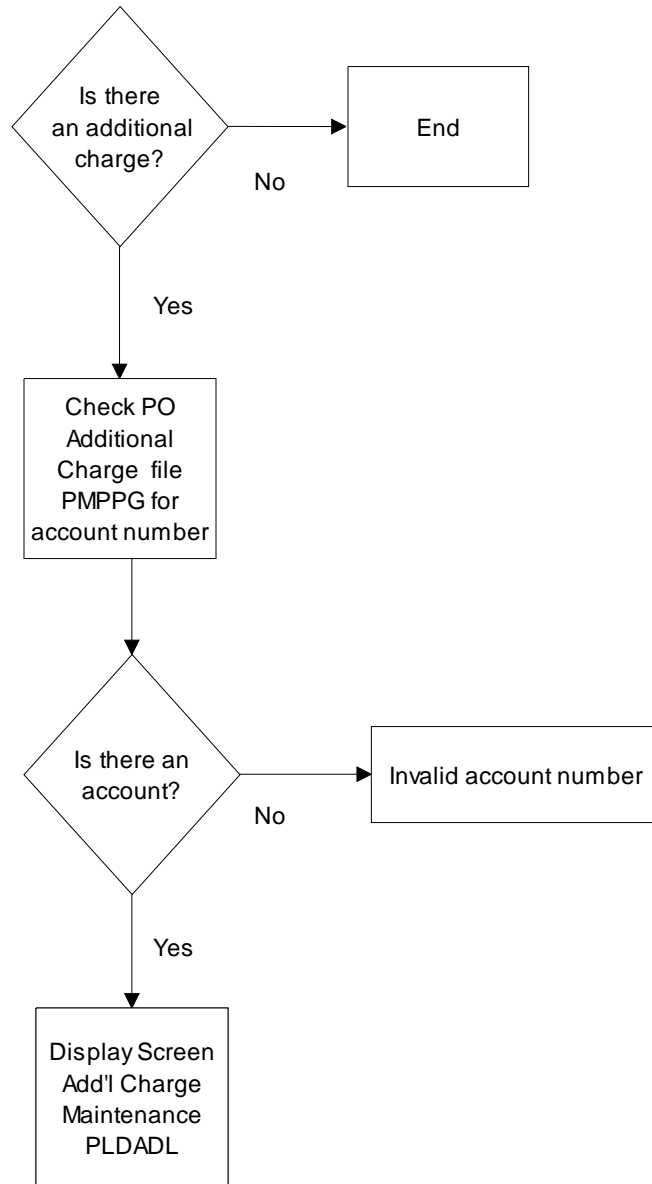 Is there
an additional
charge?
End
No
Yes
Check PO
Additional
Charge file
PMPPG for
account number
Is there an
account?
Invalid account number
No
Yes
Display Screen
Add'l Charge
Maintenance
PLDADL